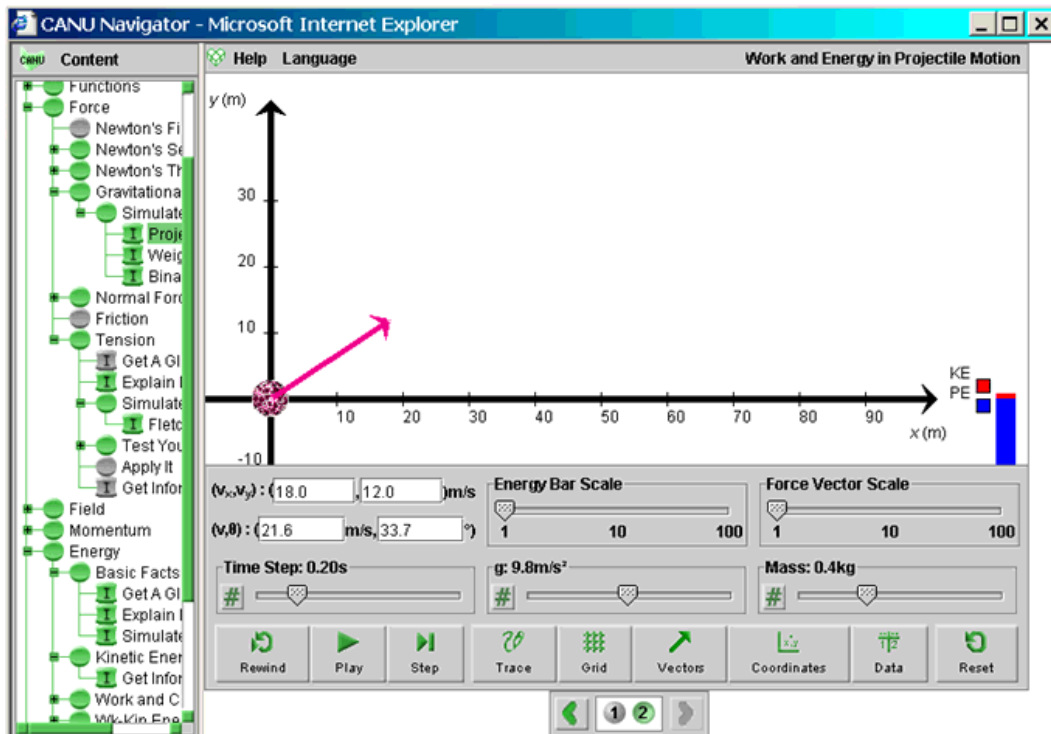 CANU Navigator - Microsoft Internet Explorer
CANU Content
Functions
Force
Newton's Fi
Newton's Se
Newton's Th
Gravitationa
Simulate
I Proje
I Weig
I Bina
Normal Forc
Friction
Tension
I Get A Gl
I Explain I
Simulate
I Fletc
Test You
Apply It
I Get Infor
Field
Momentum
Energy
Basic Facts
I Get A Gl
I Explain I
I Simulate
Kinetic Ener
I Get Infor
Work and C
Wk-Kin Ene
Help Language Work and Energy in Projectile Motion
y (m)
30
20
10
-10
10 20 30 40 50 60 70 80 90
x (m)
KE
PE
(vₓ,vᵧ) : ( 18.0 , 12.0 )m/s
(v,θ) : ( 21.6 m/s, 33.7 °)
Energy Bar Scale
1 10 100
Force Vector Scale
1 10 100
Time Step: 0.20s
#
g: 9.8m/s²
#
Mass: 0.4kg
#
Rewind Play Step Trace Grid Vectors Coordinates Data Reset
1 2